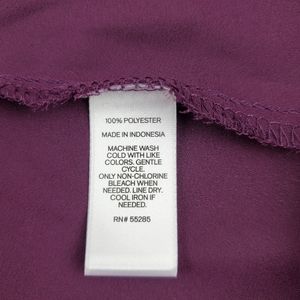 100% POLYESTER
MADE IN INDONESIA
MACHINE WASH
COLD WITH LIKE
COLORS. GENTLE
CYCLE.
ONLY NON-CHLORINE
BLEACH WHEN
NEEDED. LINE DRY.
COOL IRON IF
NEEDED.
RN# 55285